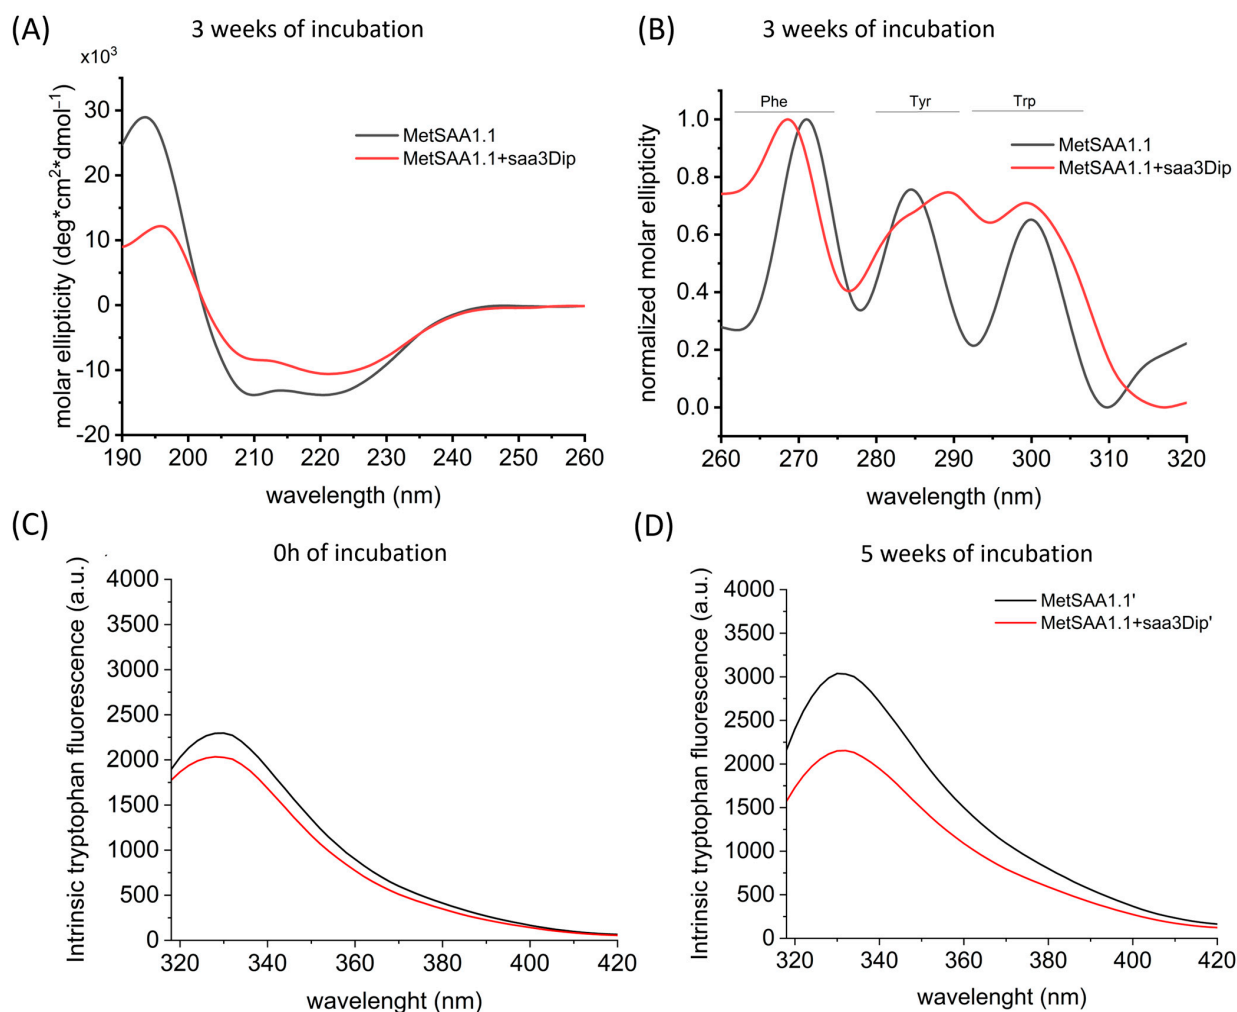 (A)
3 weeks of incubation
x10³
molar ellipticity (deg*cm²*dmol⁻¹)
30
20
10
0
-10
-20
MetSAA1.1
MetSAA1.1+saa3Dip
190 200 210 220 230 240 250 260
wavelength (nm)
(B)
3 weeks of incubation
normalized molar ellipticity
1.0
0.8
0.6
0.4
0.2
0.0
Phe Tyr Trp
MetSAA1.1
MetSAA1.1+saa3Dip
260 270 280 290 300 310 320
wavelength (nm)
(C)
0h of incubation
Intrinsic tryptophan fluorescence (a.u.)
4000
3500
3000
2500
2000
1500
1000
500
0
320 340 360 380 400 420
wavelenght (nm)
(D)
5 weeks of incubation
Intrinsic tryptophan fluorescence (a.u.)
4000
3500
3000
2500
2000
1500
1000
500
0
MetSAA1.1'
MetSAA1.1+saa3Dip'
320 340 360 380 400 420
wavelenght (nm)